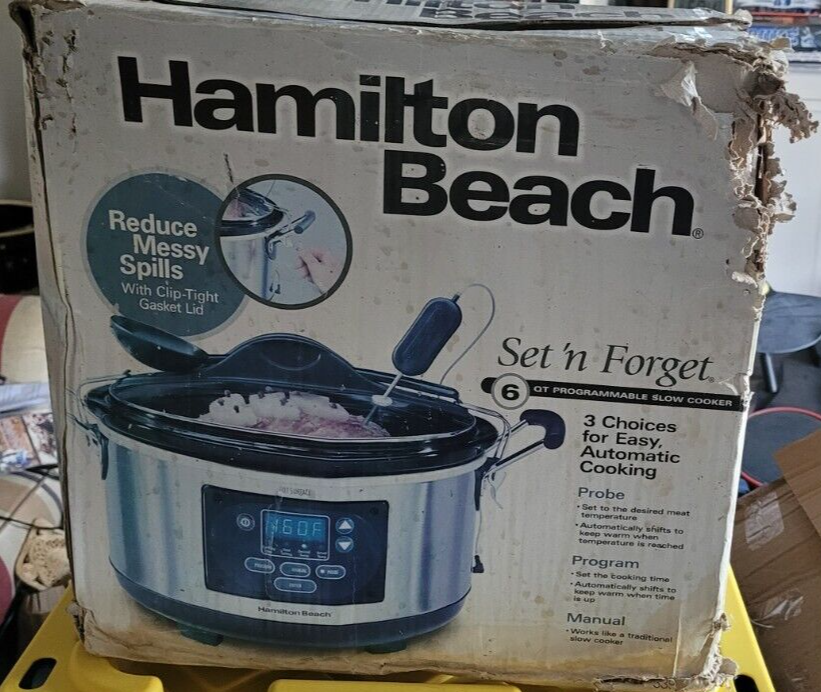 Hamilton
Beach®
Reduce
Messy
Spills
With Clip-Tight
Gasket Lid
Set 'n Forget
6 QT PROGRAMMABLE SLOW COOKER
3 Choices
for Easy,
Automatic
Cooking
Probe
• Set to the desired meat
temperature
• Automatically shifts to
keep warm when
temperature is reached
Program
• Set the cooking time
• Automatically shifts to
keep warm when time
is up
Manual
• Works like a traditional
slow cooker
160F
Hamilton Beach